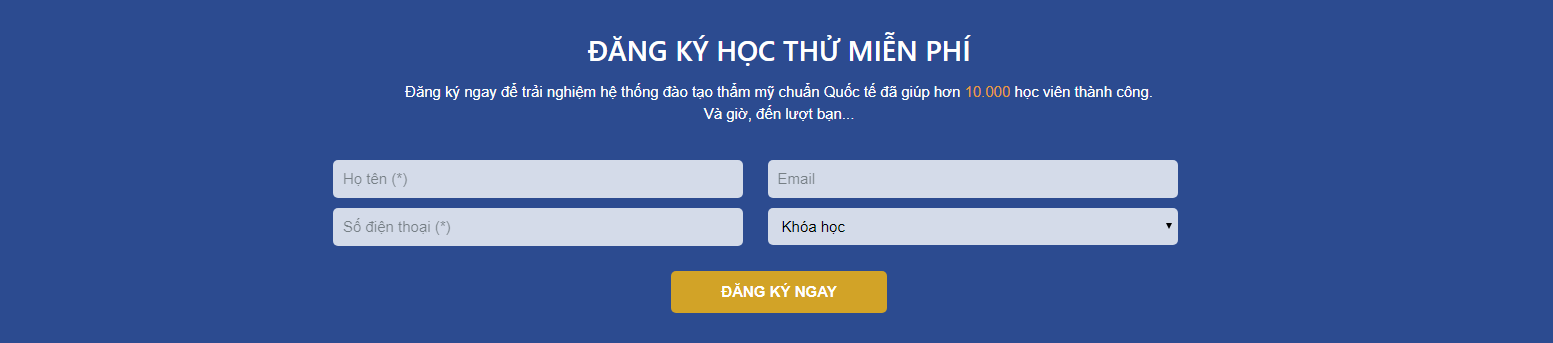 ĐĂNG KÝ HỌC THỬ MIỄN PHÍ
Đăng ký ngay để trải nghiệm hệ thống đào tạo thẩm mỹ chuẩn Quốc tế đã giúp hơn 10.000 học viên thành công.
Và giờ, đến lượt bạn...
Họ tên (*)
Email
Số điện thoại (*)
Khóa học
ĐĂNG KÝ NGAY